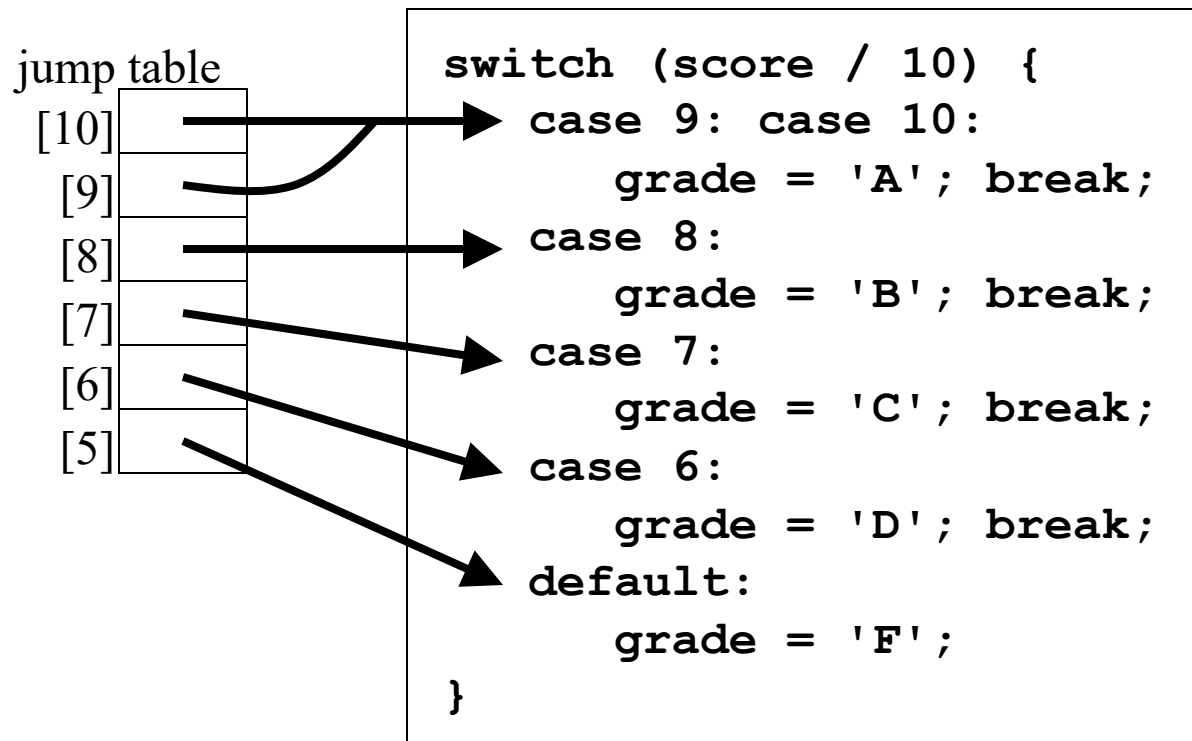 jump table
[10]
[9]
[8]
[7]
[6]
[5]
switch (score / 10) {
case 9: case 10:
grade = 'A'; break;
case 8:
grade = 'B'; break;
case 7:
grade = 'C'; break;
case 6:
grade = 'D'; break;
default:
grade = 'F';
}